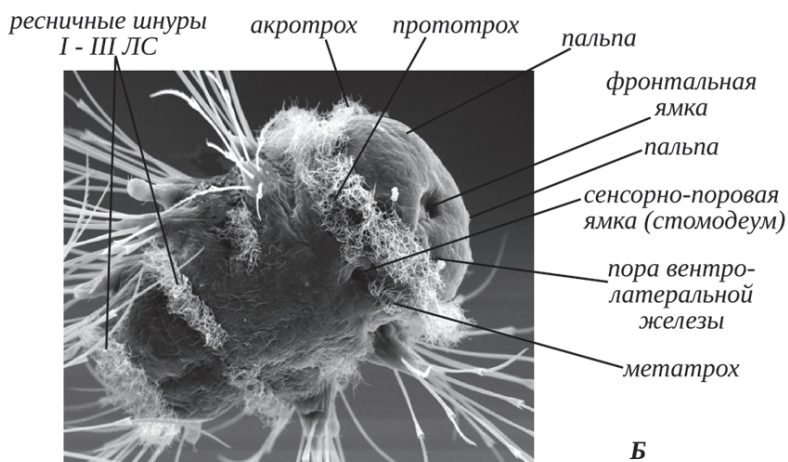 ресничные шнуры
I - III ЛС
акротрох
прототрох
пальпа
фронтальная
ямка
пальпа
сенсорно-поровая
ямка (стомодеум)
пора вентро-
латеральной
железы
метатрох
Б